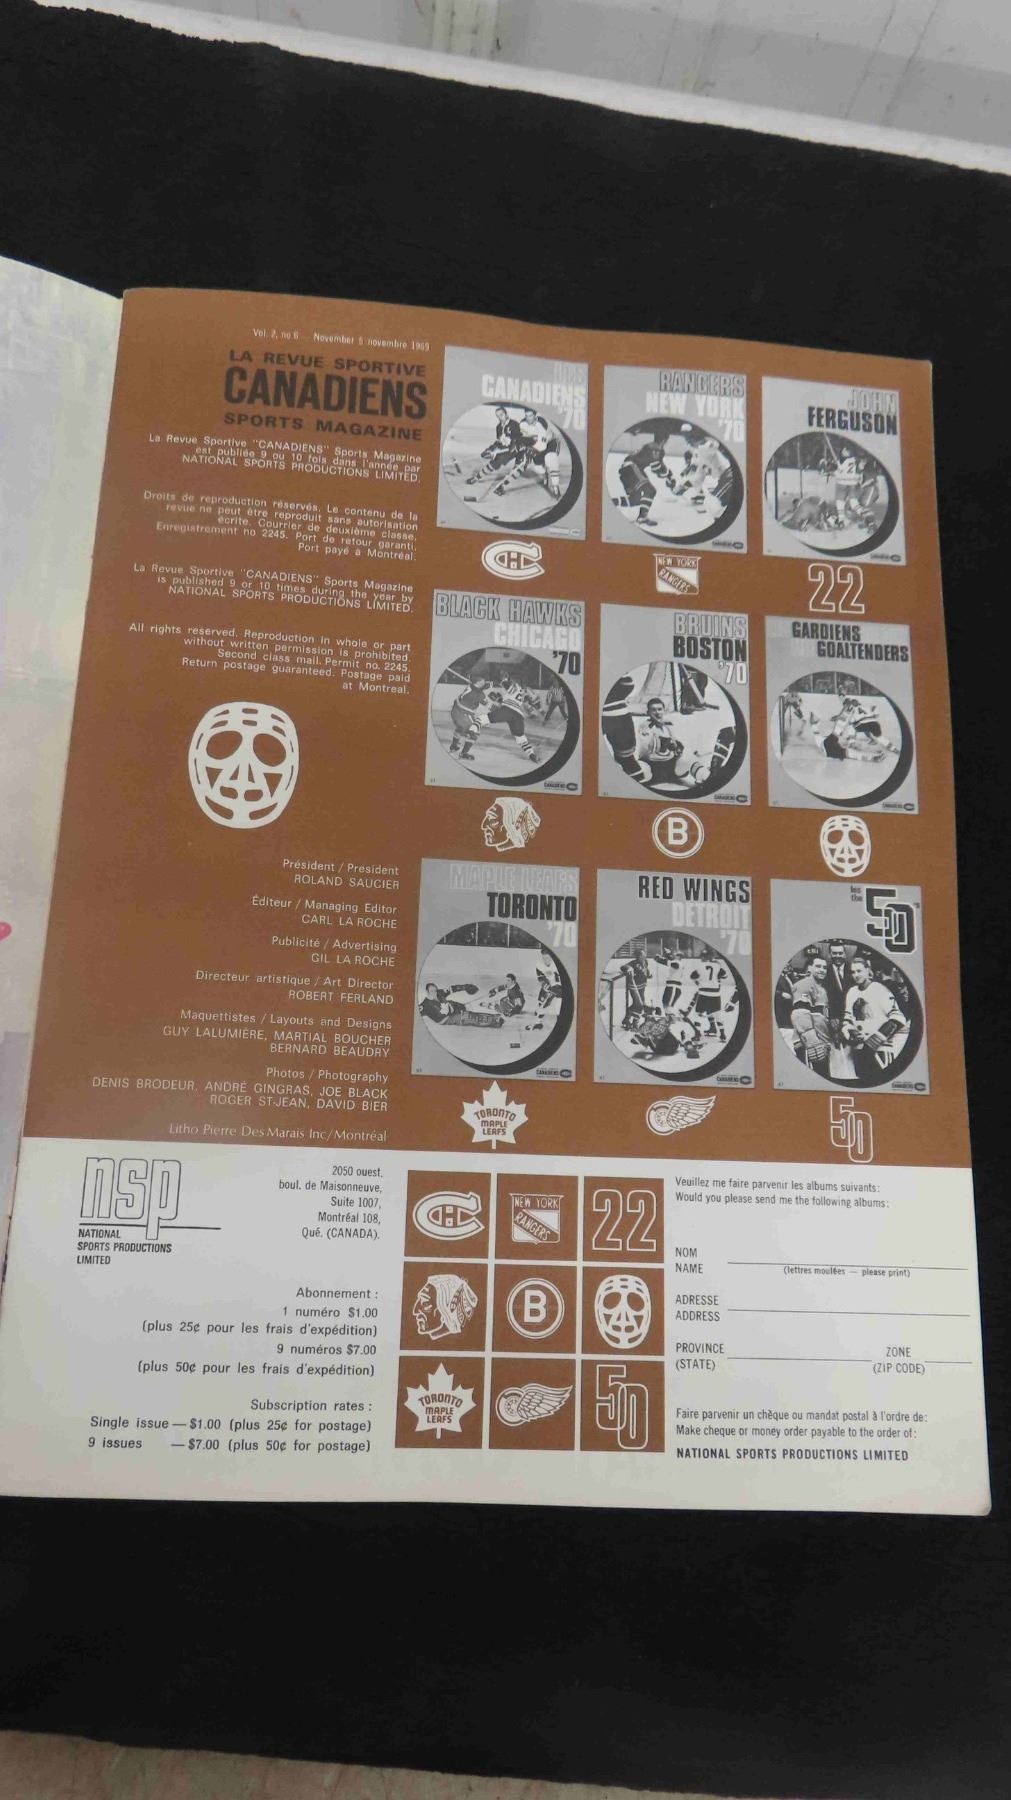 Vol. 2, no 6 — November 5 novembre 1969
LA REVUE SPORTIVE
CANADIENS
SPORTS MAGAZINE
La Revue Sportive "CANADIENS" Sports Magazine
est publiée 9 ou 10 fois dans l'année par
NATIONAL SPORTS PRODUCTIONS LIMITED.
Droits de reproduction réservés. Le contenu de la
revue ne peut être reproduit sans autorisation
écrite. Courrier de deuxième classe.
Enregistrement no 2245. Port de retour garanti.
Port payé à Montréal.
La Revue Sportive "CANADIENS" Sports Magazine
is published 9 or 10 times during the year by
NATIONAL SPORTS PRODUCTIONS LIMITED.
All rights reserved. Reproduction in whole or part
without written permission is prohibited.
Second class mail. Permit no. 2245.
Return postage guaranteed. Postage paid
at Montreal.
Président / President
ROLAND SAUCIER
Éditeur / Managing Editor
CARL LA ROCHE
Publicité / Advertising
GIL LA ROCHE
Directeur artistique / Art Director
ROBERT FERLAND
Maquettistes / Layouts and Designs
GUY LALUMIÈRE, MARTIAL BOUCHER
BERNARD BEAUDRY
Photos / Photography
DENIS BRODEUR, ANDRÉ GINGRAS, JOE BLACK
ROGER ST-JEAN, DAVID BIER
Litho Pierre Des Marais Inc/Montréal
LES
CANADIENS
'70
RANGERS
NEW YORK
'70
JOHN
FERGUSON
CH
NEW YORK
RANGERS
22
BLACK HAWKS
CHICAGO
'70
BRUINS
BOSTON
'70
GARDIENS
GOALTENDERS
B
MAPLE LEAFS
TORONTO
'70
RED WINGS
DETROIT
'70
les
the
50's
TORONTO
MAPLE
LEAFS
50
nsp
NATIONAL
SPORTS PRODUCTIONS
LIMITED
2050 ouest,
boul. de Maisonneuve,
Suite 1007,
Montréal 108,
Qué. (CANADA).
Abonnement :
1 numéro $1.00
(plus 25¢ pour les frais d'expédition)
9 numéros $7.00
(plus 50¢ pour les frais d'expédition)
Subscription rates :
Single issue — $1.00 (plus 25¢ for postage)
9 issues — $7.00 (plus 50¢ for postage)
CH
NEW YORK
RANGERS
22
B
TORONTO
MAPLE
LEAFS
50
Veuillez me faire parvenir les albums suivants:
Would you please send me the following albums:
NOM
NAME
(lettres moulées — please print)
ADRESSE
ADDRESS
PROVINCE ZONE
(STATE) (ZIP CODE)
Faire parvenir un chèque ou mandat postal à l'ordre de:
Make cheque or money order payable to the order of:
NATIONAL SPORTS PRODUCTIONS LIMITED